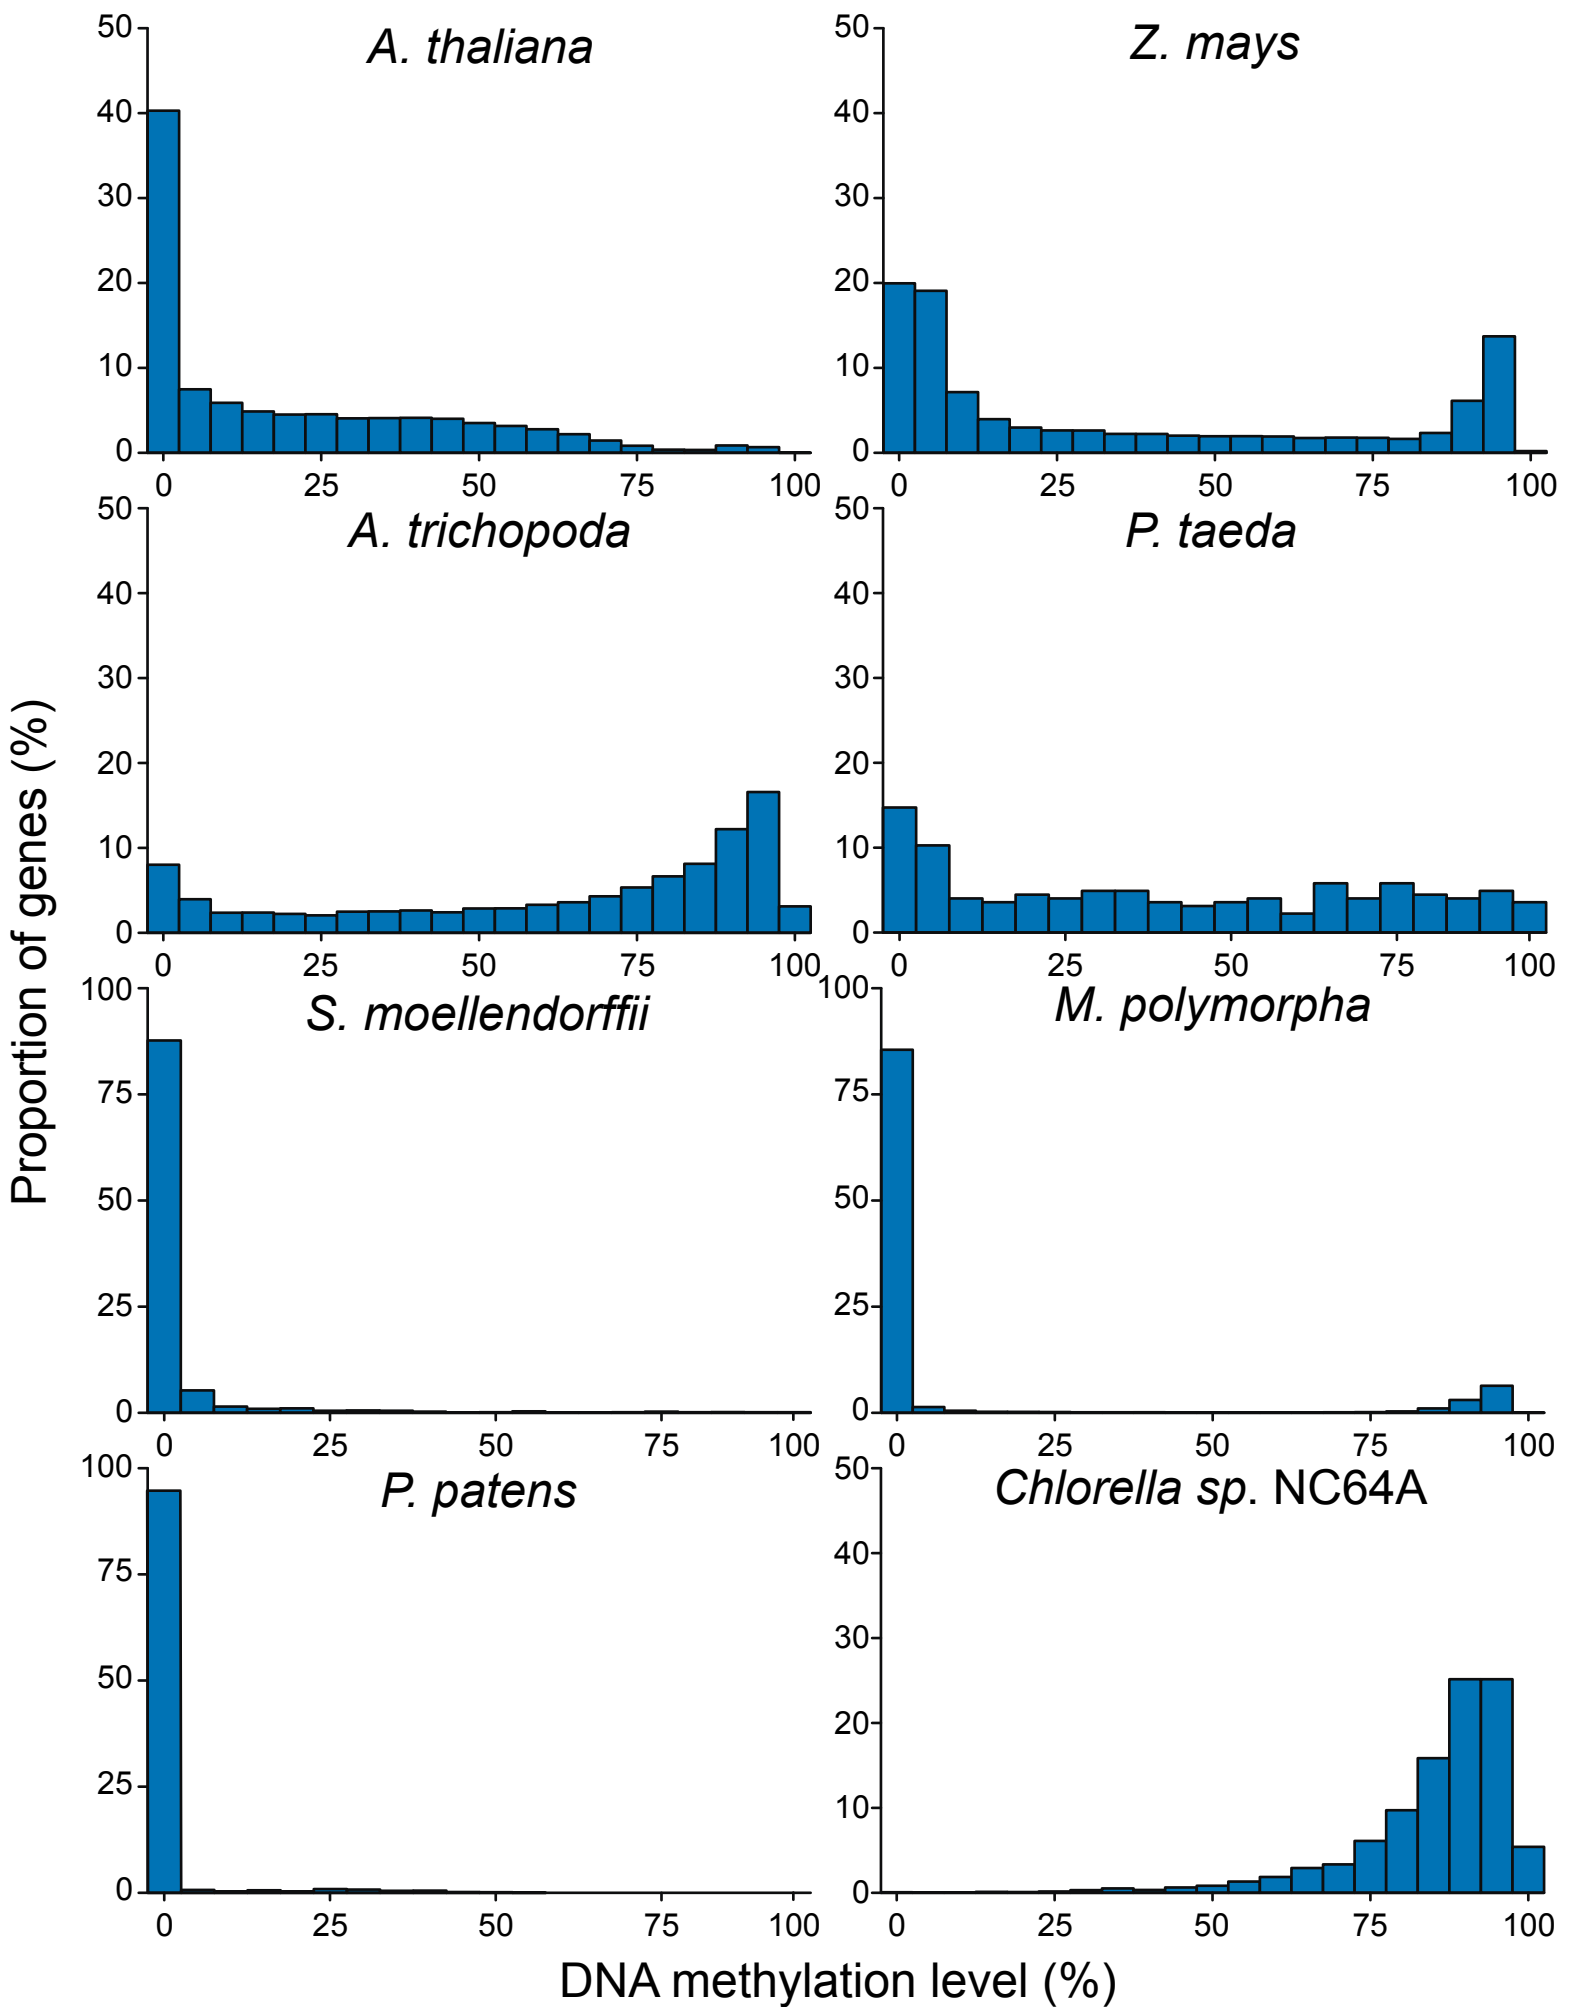 A. thaliana
50
40
30
20
10
0
0 25 50 75 100
Z. mays
50
40
30
20
10
0
0 25 50 75 100
A. trichopoda
50
40
30
20
10
0
0 25 50 75 100
P. taeda
50
40
30
20
10
0
0 25 50 75 100
Proportion of genes (%)
S. moellendorffii
100
75
50
25
0
0 25 50 75 100
M. polymorpha
100
75
50
25
0
0 25 50 75 100
P. patens
100
75
50
25
0
0 25 50 75 100
Chlorella sp. NC64A
50
40
30
20
10
0
0 25 50 75 100
DNA methylation level (%)